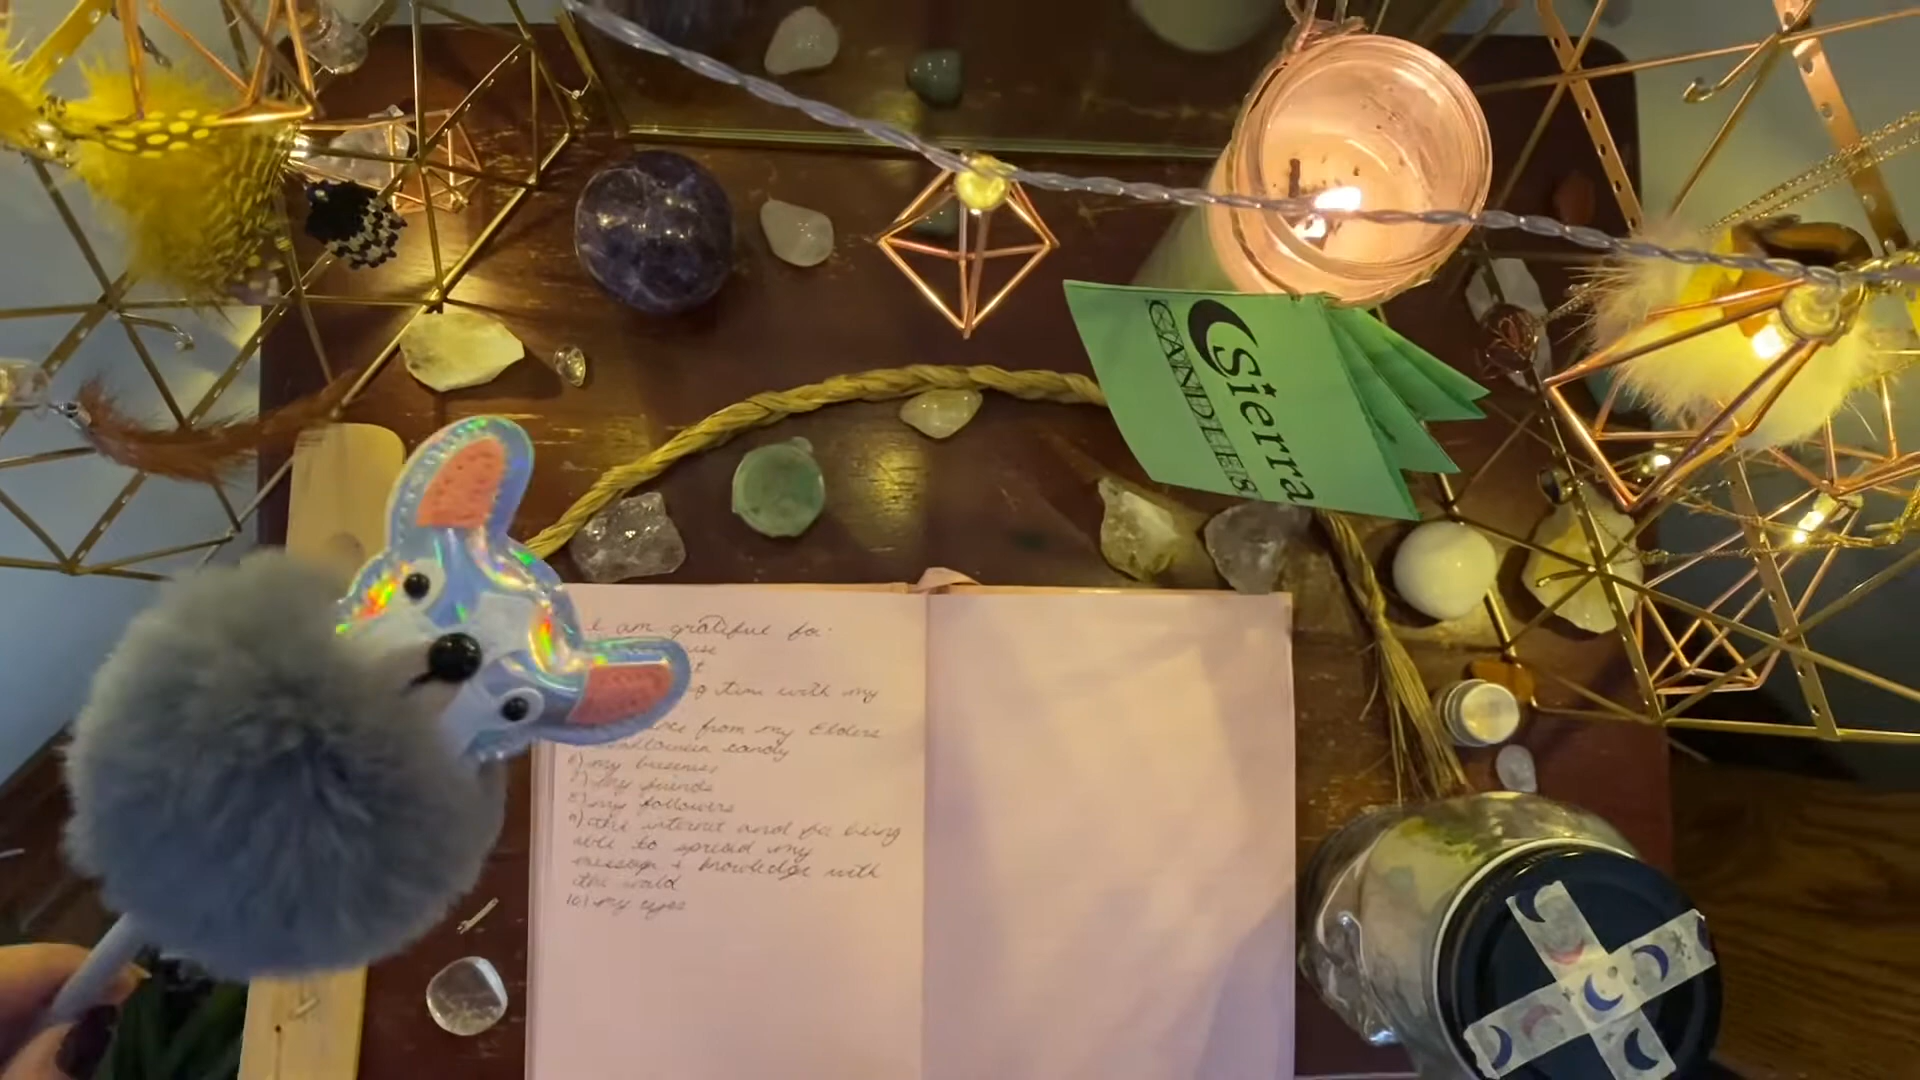 Sierra
CANDLES
I am grateful for:
time with my
from my Elders
candy
6) my business
7) my friends
8) my followers
9) the internet and for being
able to spread my
message + knowledge with
the world
10) my eyes